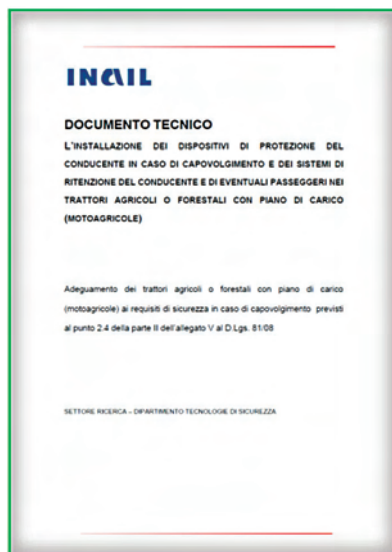 INAIL
DOCUMENTO TECNICO
L'INSTALLAZIONE DEI DISPOSITIVI DI PROTEZIONE DEL
CONDUCENTE IN CASO DI CAPOVOLGIMENTO E DEI SISTEMI DI
RITENZIONE DEL CONDUCENTE E DI EVENTUALI PASSEGGERI NEI
TRATTORI AGRICOLI O FORESTALI CON PIANO DI CARICO
(MOTOAGRICOLE)
Adeguamento dei trattori agricoli o forestali con piano di carico
(motoagricole) ai requisiti di sicurezza in caso di capovolgimento previsti
al punto 2.4 della parte II dell'allegato V al D.Lgs. 81/08
SETTORE RICERCA – DIPARTIMENTO TECNOLOGIE DI SICUREZZA